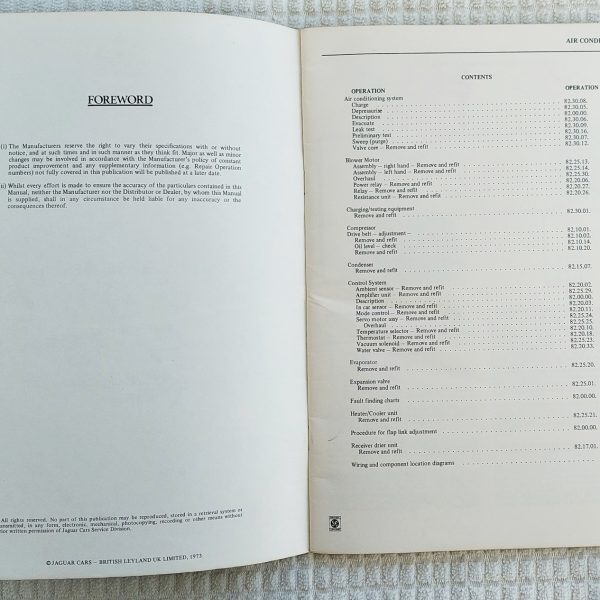 FOREWORD
(i) The Manufacturers reserve the right to vary their specifications with or without
notice, and at such times and in such manner as they think fit. Major as well as minor
changes may be involved in accordance with the Manufacturer's policy of constant
product improvement and any supplementary information (e.g. Repair Operation
numbers) not fully covered in this publication will be published at a later date.
ii) Whilst every effort is made to ensure the accuracy of the particulars contained in this
Manual, neither the Manufacturer nor the Distributor or Dealer, by whom this Manual
is supplied, shall in any circumstance be held liable for any inaccuracy or the
consequences thereof.
All rights reserved. No part of this publication may be reproduced, stored in a retrieval system or
transmitted, in any form, electronic, mechanical, photocopying, recording or other means without
prior written permission of Jaguar Cars Service Division.
© JAGUAR CARS – BRITISH LEYLAND UK LIMITED, 1973
AIR CONDI
CONTENTS
OPERATION OPERATION
Air conditioning system
Charge 82.30.08.
Depressurise 82.30.05.
Description 82.00.00.
Evacuate 82.30.06.
Leak test 82.30.09.
Preliminary test 82.30.16.
Sweep (purge) 82.30.07.
Valve core – Remove and refit 82.30.12.
Blower Motor
Assembly – right hand – Remove and refit 82.25.13.
Assembly – left hand – Remove and refit 82.25.14.
Overhaul 82.25.30.
Power relay – Remove and refit 82.20.06.
Relay – Remove and refit 82.20.27.
Resistance unit – Remove and refit 82.20.26.
Charging/testing equipment
Remove and refit 82.30.01.
Compressor
Drive belt – adjustment – 82.10.01.
Remove and refit 82.10.02.
Oil level – check 82.10.14.
Remove and refit 82.10.20.
Condenser
Remove and refit 82.15.07.
Control System
Ambient sensor – Remove and refit 82.20.02.
Amplifier unit – Remove and refit 82.25.29.
Description 82.00.00.
In car sensor – Remove and refit 82.20.03.
Mode control – Remove and refit 82.20.11.
Servo motor assy – Remove and refit 82.25.24.
Overhaul 82.25.25.
Temperature selector – Remove and refit 82.20.10.
Thermostat – Remove and refit 82.20.18.
Vacuum solenoid – Remove and refit 82.25.23.
Water valve – Remove and refit 82.20.33.
Evaporator
Remove and refit 82.25.20.
Expansion valve
Remove and refit 82.25.01.
Fault finding charts 82.00.00.
Heater/Cooler unit
Remove and refit 82.25.21.
Procedure for flap link adjustment 82.00.00.
Receiver drier unit
Remove and refit 82.17.01.
Wiring and component location diagrams